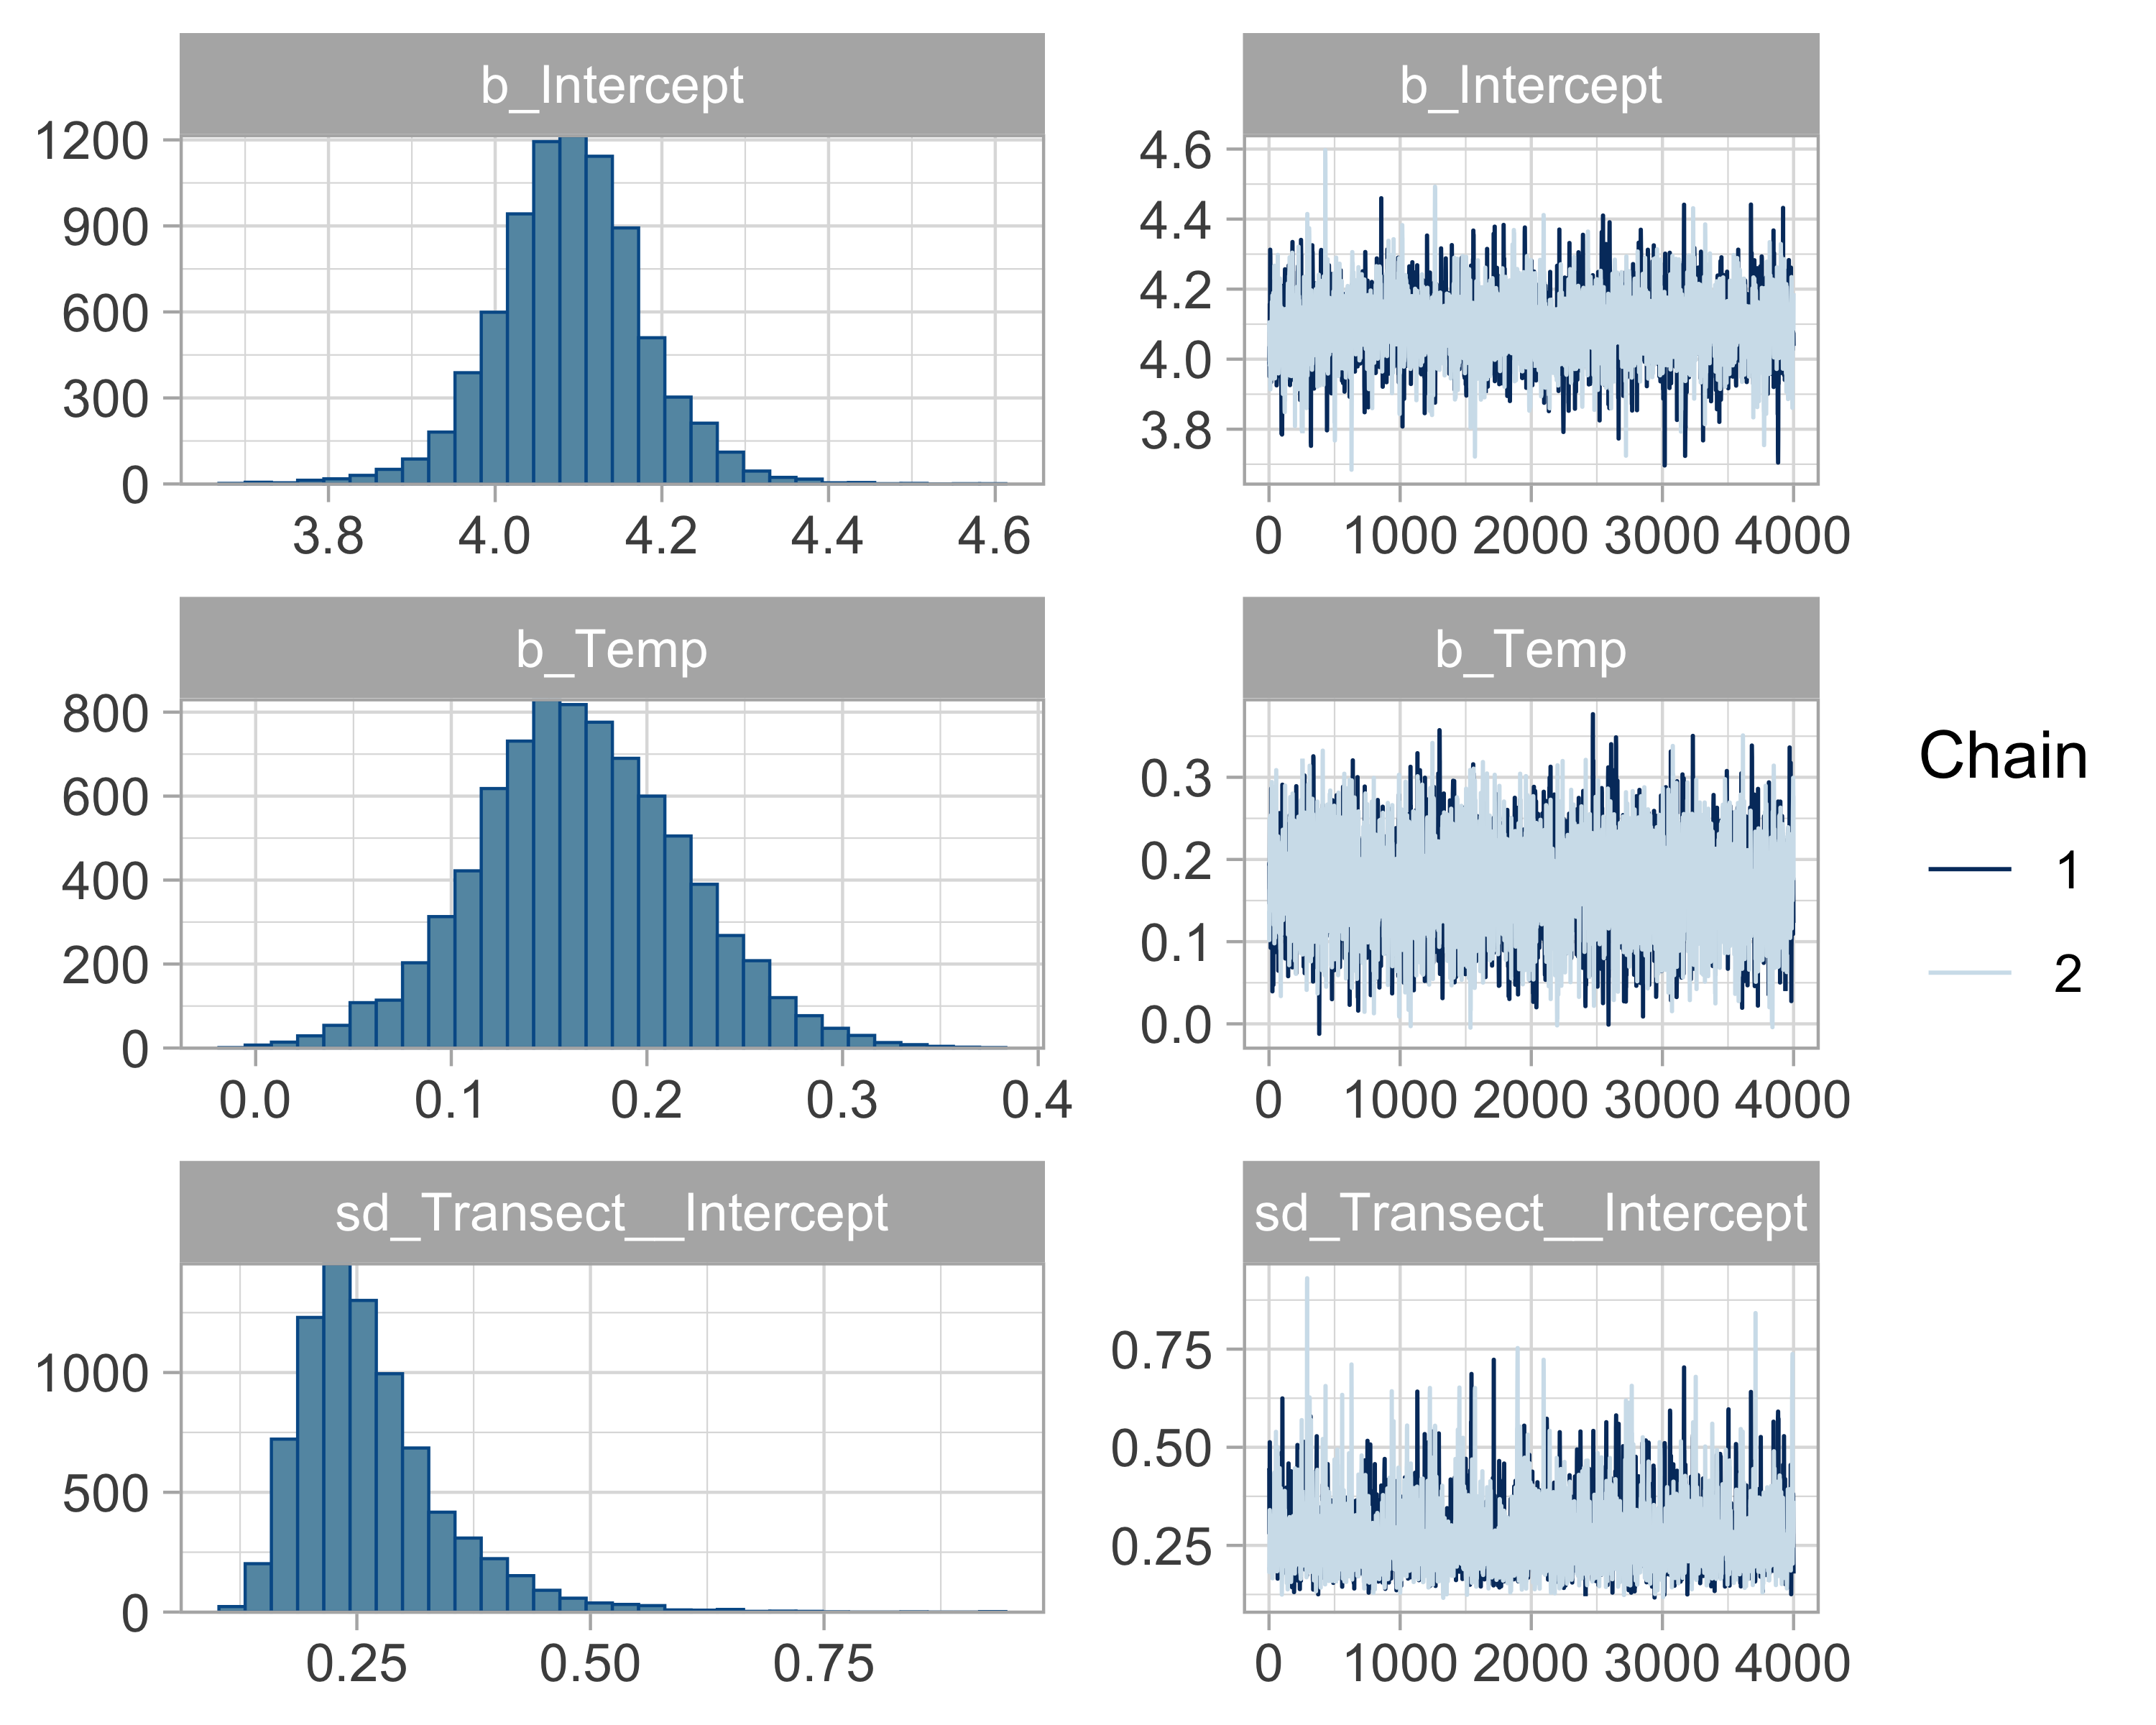 b_Intercept
1200
900
600
300
0
3.8 4.0 4.2 4.4 4.6
b_Intercept
4.6
4.4
4.2
4.0
3.8
0 1000 2000 3000 4000
b_Temp
800
600
400
200
0
0.0 0.1 0.2 0.3 0.4
b_Temp
0.3
0.2
0.1
0.0
0 1000 2000 3000 4000
Chain
1
2
sd_Transect__Intercept
1000
500
0
0.25 0.50 0.75
sd_Transect__Intercept
0.75
0.50
0.25
0 1000 2000 3000 4000